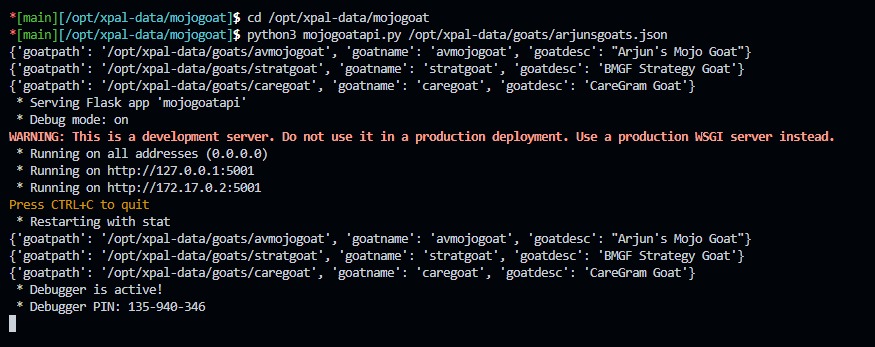 *[main][/opt/xpal-data/mojogoat]$ cd /opt/xpal-data/mojogoat
*[main][/opt/xpal-data/mojogoat]$ python3 mojogoatapi.py /opt/xpal-data/goats/arjunsgoats.json
{'goatpath': '/opt/xpal-data/goats/avmojogoat', 'goatname': 'avmojogoat', 'goatdesc': "Arjun's Mojo Goat"}
{'goatpath': '/opt/xpal-data/goats/stratgoat', 'goatname': 'stratgoat', 'goatdesc': 'BMGF Strategy Goat'}
{'goatpath': '/opt/xpal-data/goats/caregoat', 'goatname': 'caregoat', 'goatdesc': 'CareGram Goat'}
 * Serving Flask app 'mojogoatapi'
 * Debug mode: on
WARNING: This is a development server. Do not use it in a production deployment. Use a production WSGI server instead.
 * Running on all addresses (0.0.0.0)
 * Running on http://127.0.0.1:5001
 * Running on http://172.17.0.2:5001
Press CTRL+C to quit
 * Restarting with stat
{'goatpath': '/opt/xpal-data/goats/avmojogoat', 'goatname': 'avmojogoat', 'goatdesc': "Arjun's Mojo Goat"}
{'goatpath': '/opt/xpal-data/goats/stratgoat', 'goatname': 'stratgoat', 'goatdesc': 'BMGF Strategy Goat'}
{'goatpath': '/opt/xpal-data/goats/caregoat', 'goatname': 'caregoat', 'goatdesc': 'CareGram Goat'}
 * Debugger is active!
 * Debugger PIN: 135-940-346